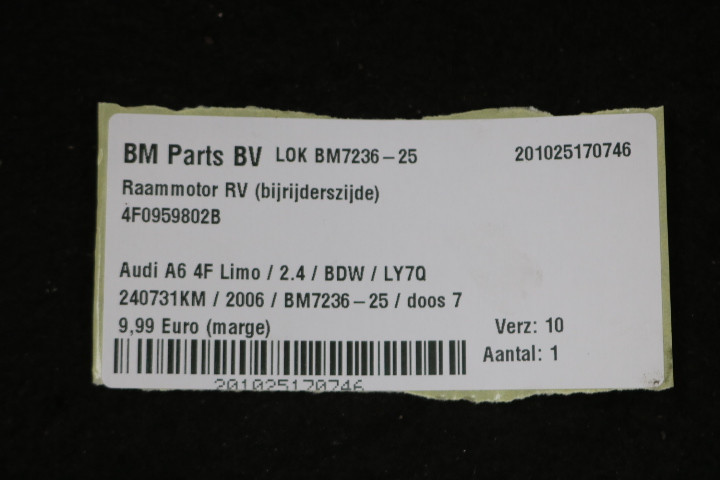 BM Parts BV LOK BM7236-25 201025170746
Raammotor RV (bijrijderszijde)
4F0959802B
Audi A6 4F Limo / 2.4 / BDW / LY7Q
240731KM / 2006 / BM7236-25 / doos 7
9,99 Euro (marge) Verz: 10
Aantal: 1
201025170746